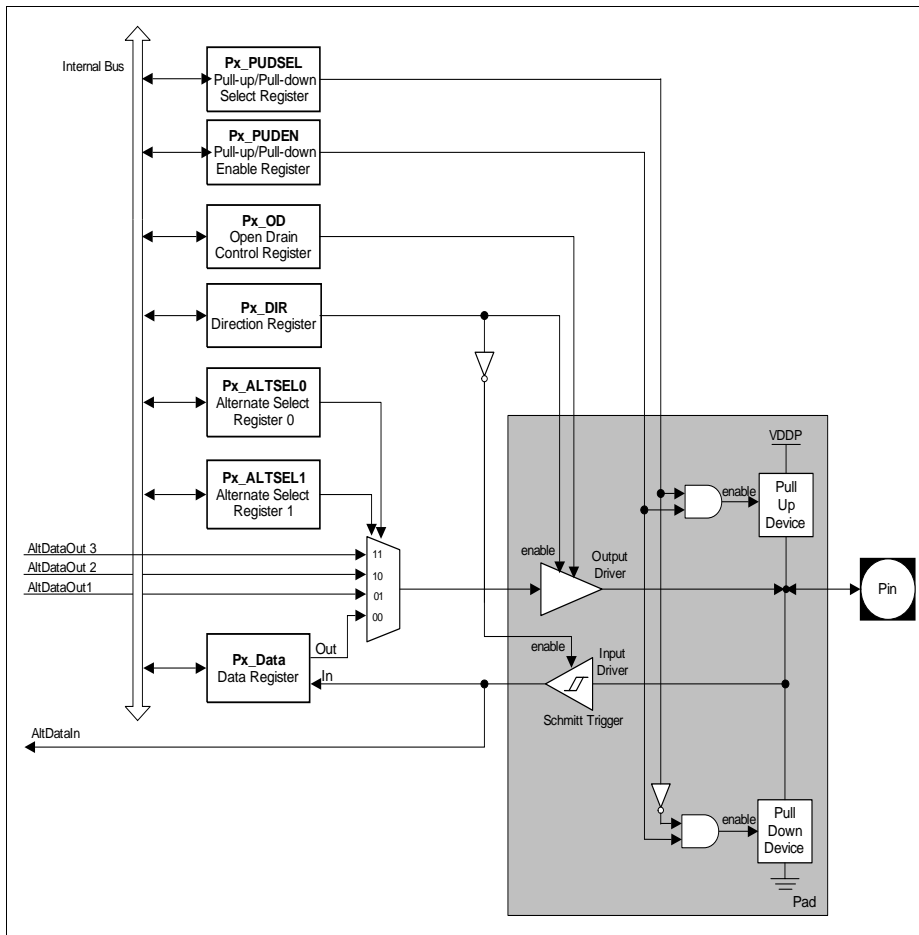 Internal Bus
Px_PUDSEL
Pull-up/Pull-down
Select Register
Px_PUDEN
Pull-up/Pull-down
Enable Register
Px_OD
Open Drain
Control Register
Px_DIR
Direction Register
Px_ALTSEL0
Alternate Select
Register 0
Px_ALTSEL1
Alternate Select
Register 1
AltDataOut 3
AltDataOut 2
AltDataOut1
11
10
01
00
Px_Data
Data Register
Out
In
AltDataIn
VDDP
enable
Pull
Up
Device
enable
Output
Driver
Pin
enable
Input
Driver
Schmitt Trigger
enable
Pull
Down
Device
Pad